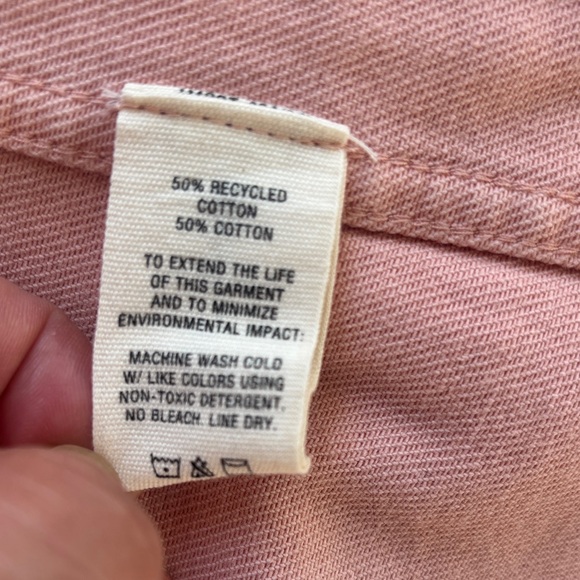 50% RECYCLED
COTTON
50% COTTON
TO EXTEND THE LIFE
OF THIS GARMENT
AND TO MINIMIZE
ENVIRONMENTAL IMPACT:
MACHINE WASH COLD
W/ LIKE COLORS USING
NON-TOXIC DETERGENT.
NO BLEACH. LINE DRY.